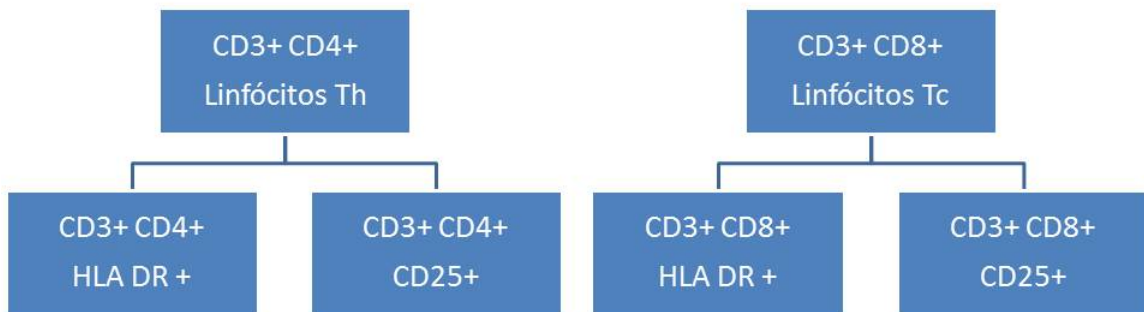 CD3+ CD4+
Linfócitos Th
CD3+ CD8+
Linfócitos Tc
CD3+ CD4+
HLA DR +
CD3+ CD4+
CD25+
CD3+ CD8+
HLA DR +
CD3+ CD8+
CD25+